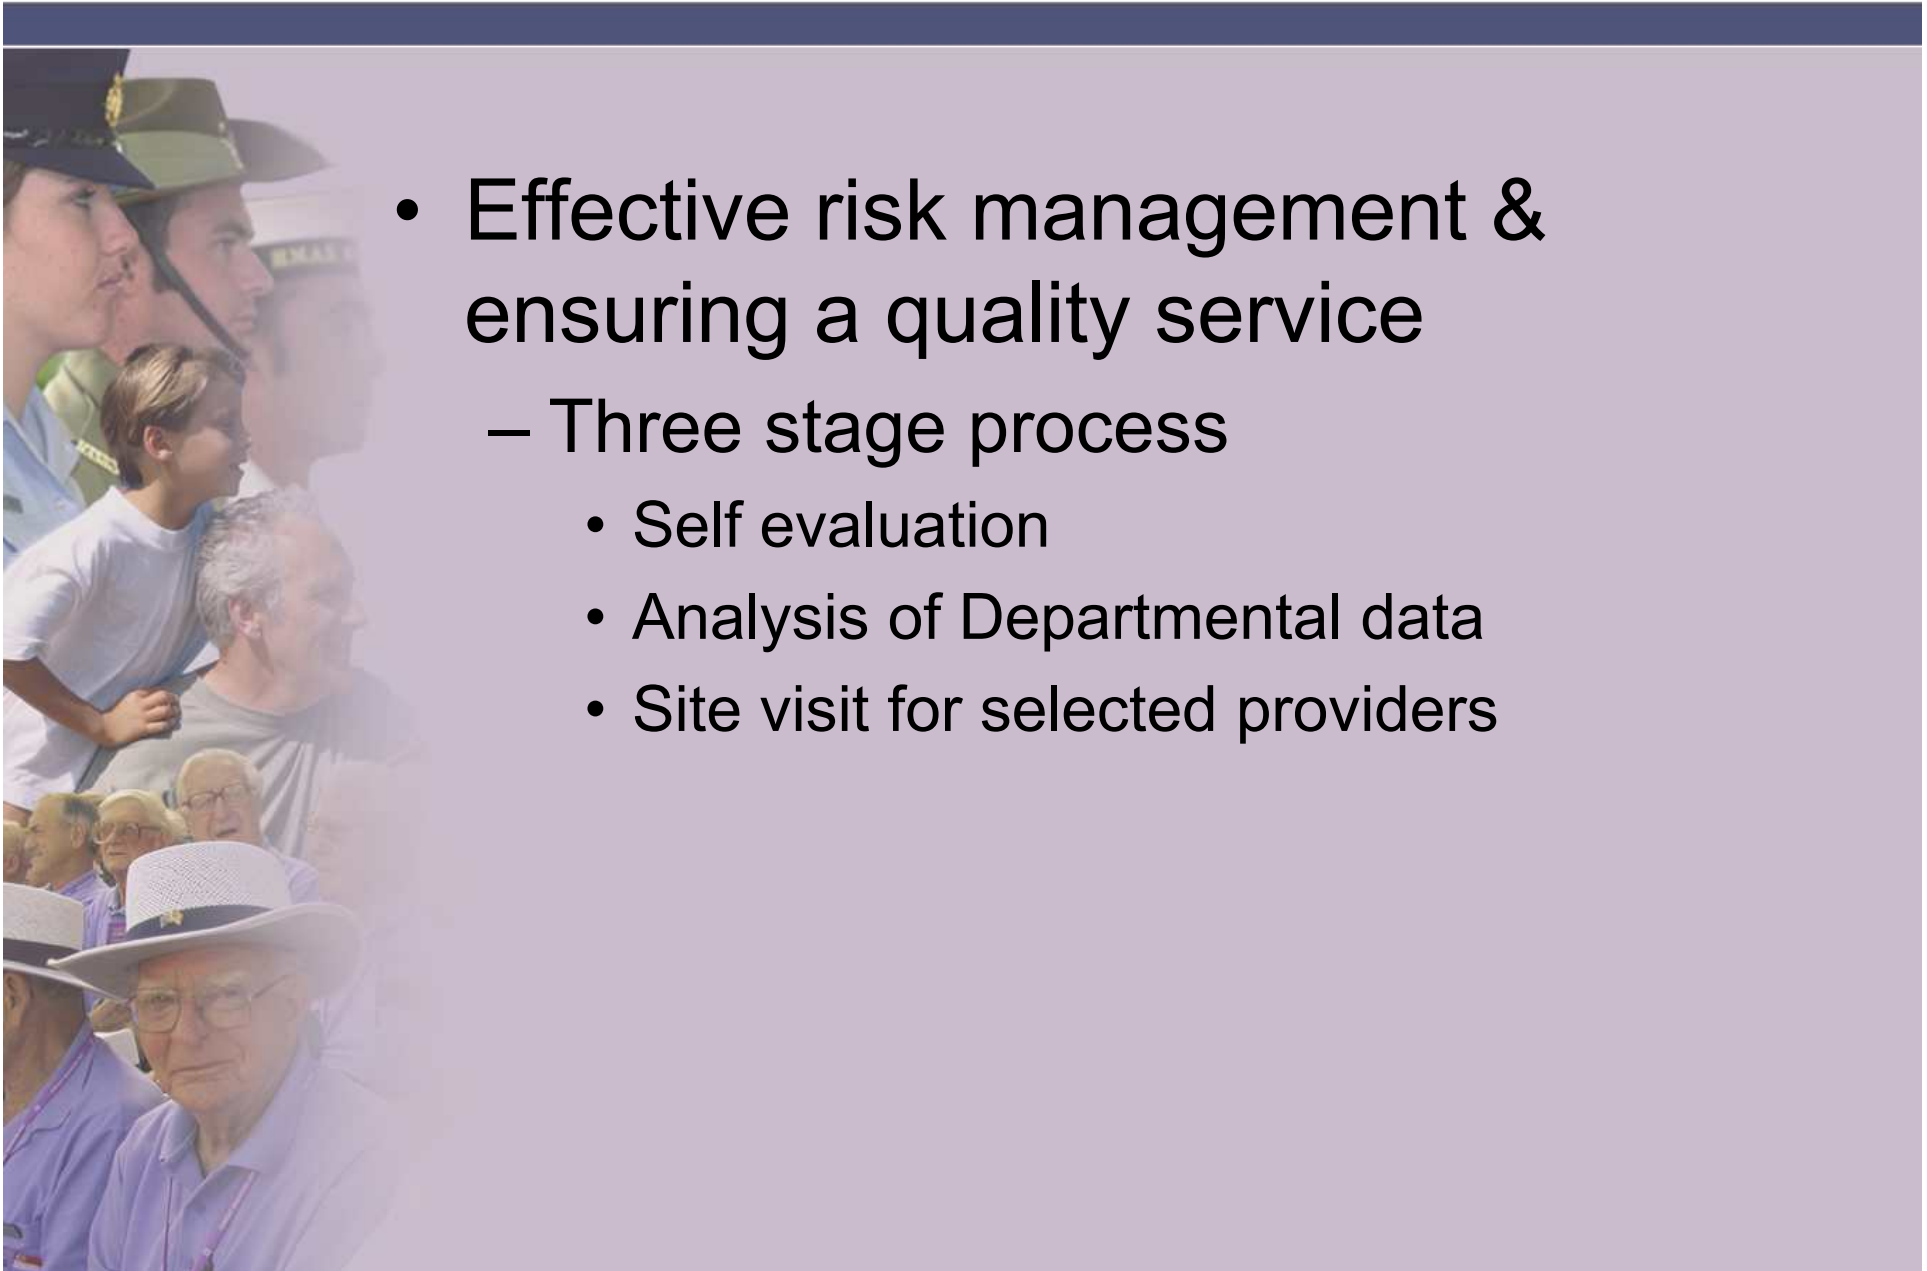 • Effective risk management &
ensuring a quality service
– Three stage process
• Self evaluation
• Analysis of Departmental data
• Site visit for selected providers
HMAS